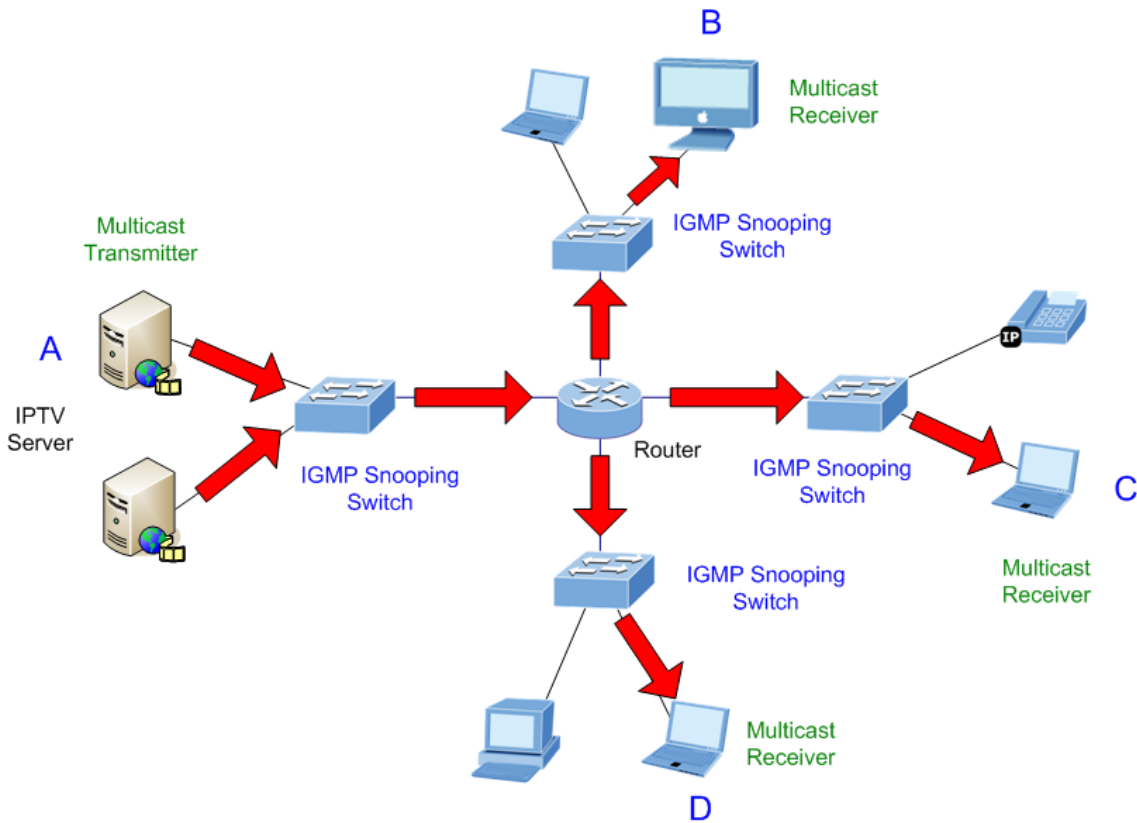 B
Multicast
Receiver
IGMP Snooping
Switch
Multicast
Transmitter
A
IPTV
Server
IGMP Snooping
Switch
Router
IP
IGMP Snooping
Switch
C
Multicast
Receiver
IGMP Snooping
Switch
Multicast
Receiver
D